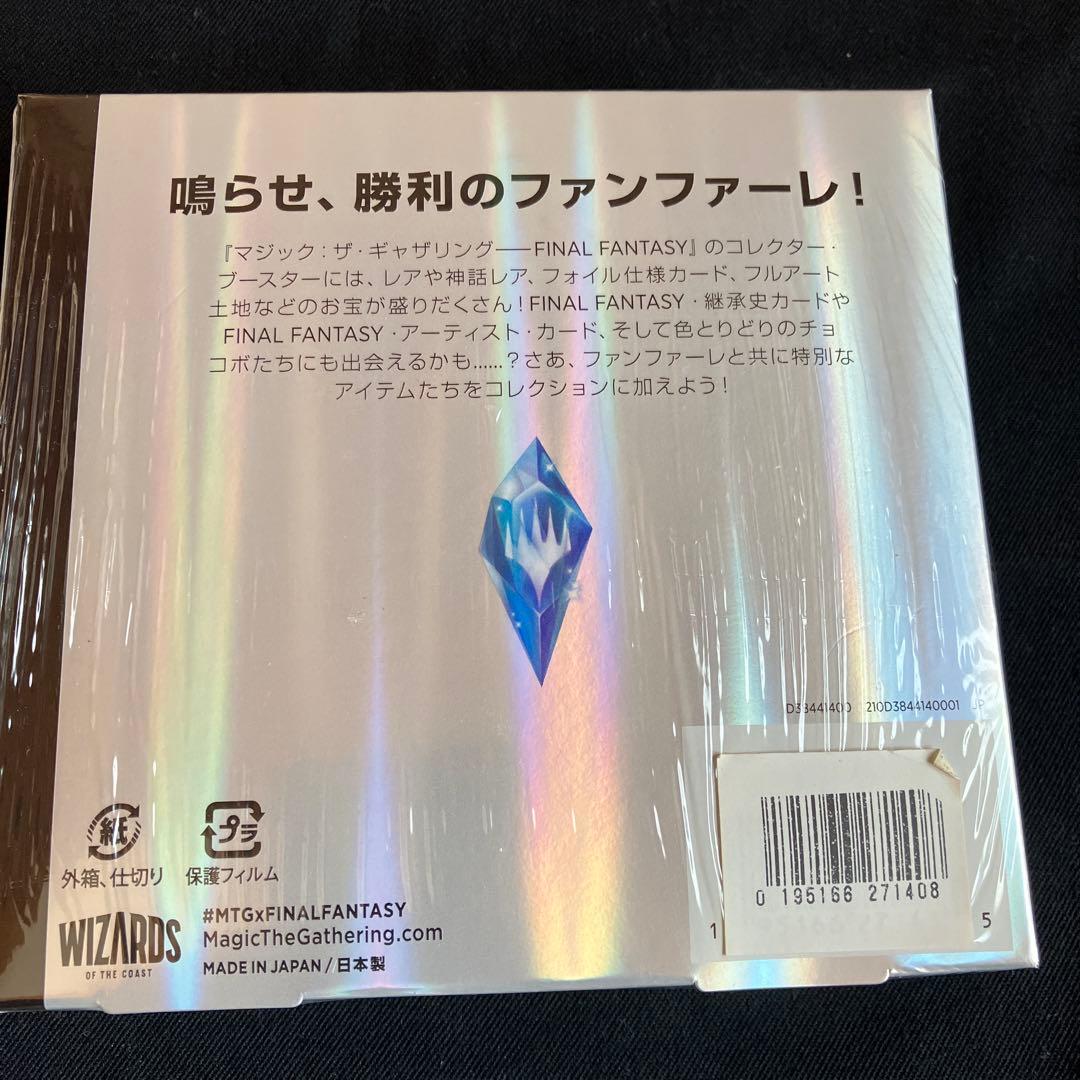 鳴らせ、勝利のファンファーレ！
『マジック：ザ・ギャザリング――FINAL FANTASY』のコレクター・
ブースターには、レアや神話レア、フォイル仕様カード、フルアート
土地などのお宝が盛りだくさん！FINAL FANTASY・継承史カードや
FINAL FANTASY・アーティスト・カード、そして色とりどりのチョ
コボたちにも出会えるかも……？さあ、ファンファーレと共に特別な
アイテムたちをコレクションに加えよう！
D38441400 210D3844140001 JP
紙
プラ
外箱、仕切り 保護フィルム
0 195166 271408
1 5
WIZARDS
OF THE COAST
#MTGxFINALFANTASY
MagicTheGathering.com
MADE IN JAPAN / 日本製